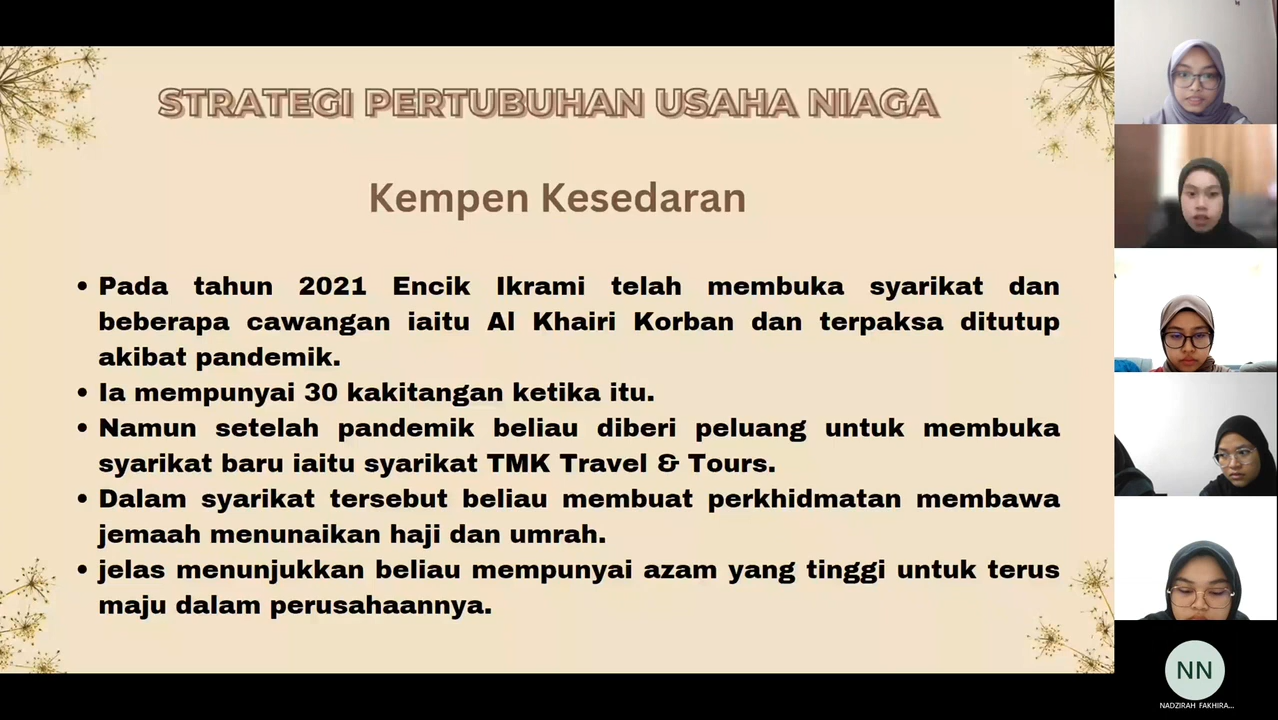 STRATEGI PERTUBUHAN USAHA NIAGA
Kempen Kesedaran
• Pada tahun 2021 Encik Ikrami telah membuka syarikat dan
beberapa cawangan iaitu Al Khairi Korban dan terpaksa ditutup
akibat pandemik.
• Ia mempunyai 30 kakitangan ketika itu.
• Namun setelah pandemik beliau diberi peluang untuk membuka
syarikat baru iaitu syarikat TMK Travel & Tours.
• Dalam syarikat tersebut beliau membuat perkhidmatan membawa
jemaah menunaikan haji dan umrah.
• jelas menunjukkan beliau mempunyai azam yang tinggi untuk terus
maju dalam perusahaannya.
NN
NADZIRAH FAKHIRA...